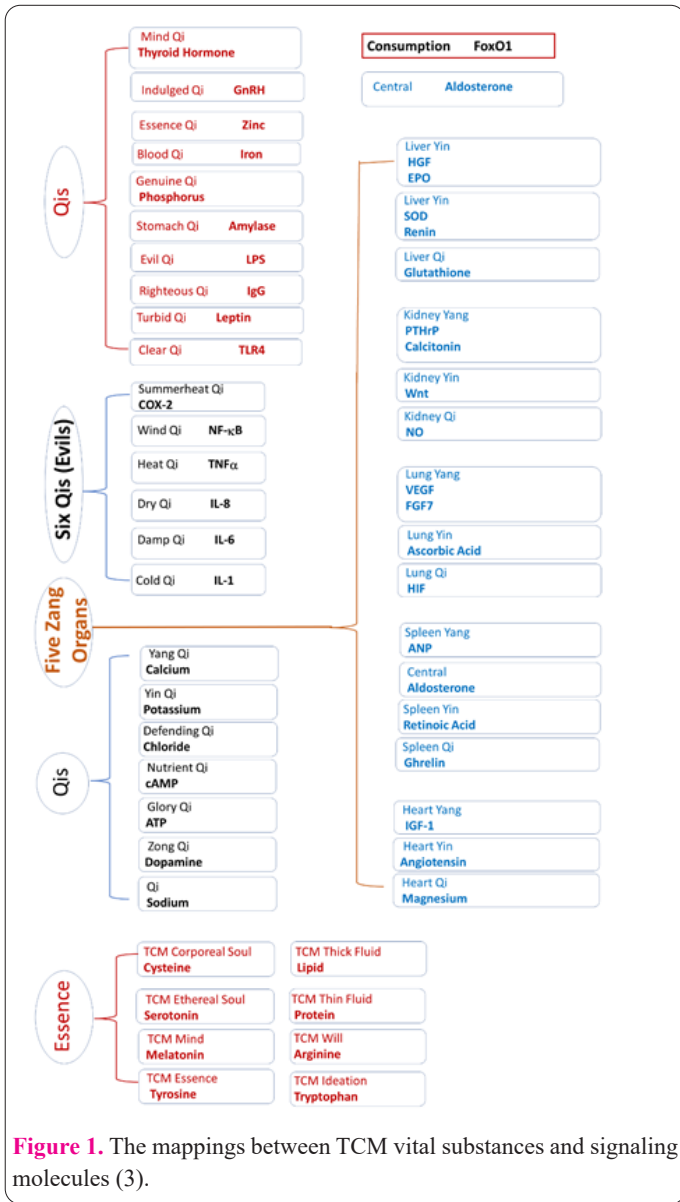 Qis
Mind Qi
Thyroid Hormone
Indulged Qi GnRH
Essence Qi Zinc
Blood Qi Iron
Genuine Qi
Phosphorus
Stomach Qi Amylase
Evil Qi LPS
Righteous Qi IgG
Turbid Qi Leptin
Clear Qi TLR4
Six Qis (Evils)
Summerheat Qi
COX-2
Wind Qi NF-κB
Heat Qi TNFα
Dry Qi IL-8
Damp Qi IL-6
Cold Qi IL-1
Five Zang
Organs
Qis
Yang Qi
Calcium
Yin Qi
Potassium
Defending Qi
Chloride
Nutrient Qi
cAMP
Glory Qi
ATP
Zong Qi
Dopamine
Qi
Sodium
Consumption FoxO1
Central Aldosterone
Liver Yin
HGF
EPO
Liver Yin
SOD
Renin
Liver Qi
Glutathione
Kidney Yang
PTHrP
Calcitonin
Kidney Yin
Wnt
Kidney Qi
NO
Lung Yang
VEGF
FGF7
Lung Yin
Ascorbic Acid
Lung Qi
HIF
Spleen Yang
ANP
Central
Aldosterone
Spleen Yin
Retinoic Acid
Spleen Qi
Ghrelin
Heart Yang
IGF-1
Heart Yin
Angiotensin
Heart Qi
Magnesium
Essence
TCM Corporeal Soul
Cysteine
TCM Ethereal Soul
Serotonin
TCM Mind
Melatonin
TCM Essence
Tyrosine
TCM Thick Fluid
Lipid
TCM Thin Fluid
Protein
TCM Will
Arginine
TCM Ideation
Tryptophan
Figure 1. The mappings between TCM vital substances and signaling
molecules (3).